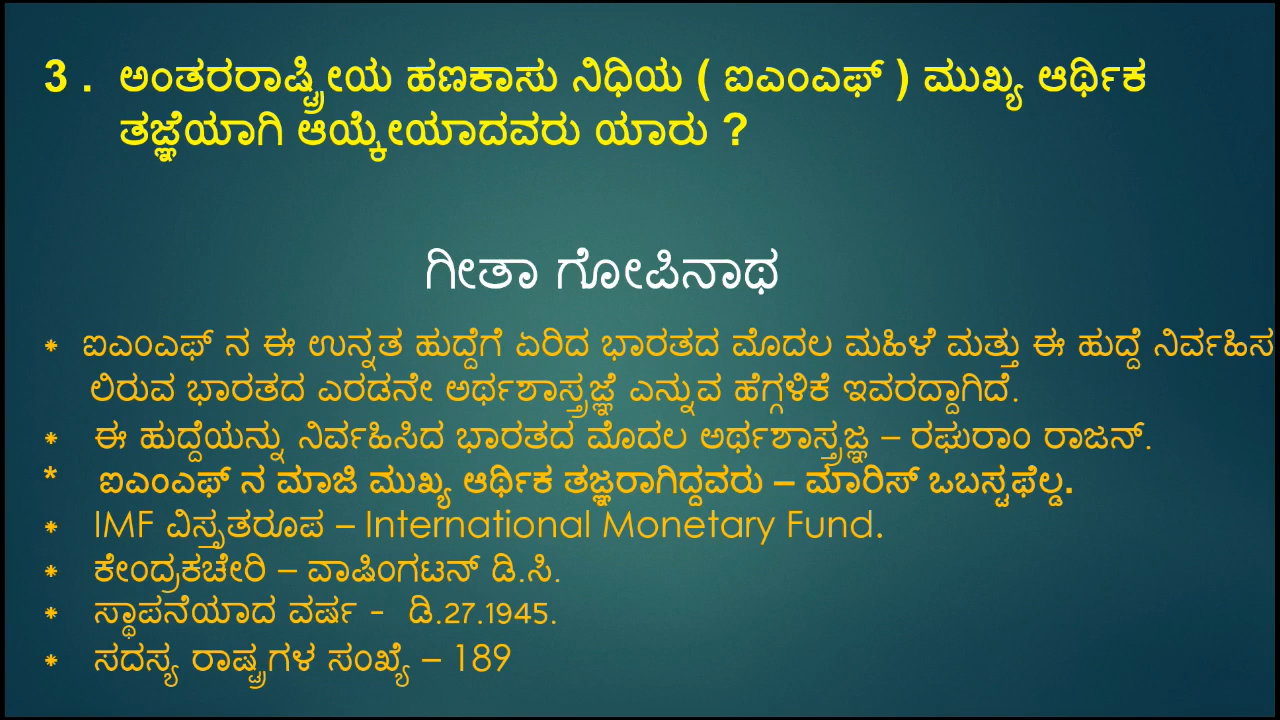 3 . ಅಂತರರಾಷ್ಟ್ರೀಯ ಹಣಕಾಸು ನಿಧಿಯ ( ಐಎಂಎಫ್ ) ಮುಖ್ಯ ಆರ್ಥಿಕ
ತಜ್ಞೆಯಾಗಿ ಆಯ್ಕೇಯಾದವರು ಯಾರು ?
ಗೀತಾ ಗೋಪಿನಾಥ
* ಐಎಂಎಫ್ ನ ಈ ಉನ್ನತ ಹುದ್ದೆಗೆ ಏರಿದ ಭಾರತದ ಮೊದಲ ಮಹಿಳೆ ಮತ್ತು ಈ ಹುದ್ದೆ ನಿರ್ವಹಿಸ
ಲಿರುವ ಭಾರತದ ಎರಡನೇ ಅರ್ಥಶಾಸ್ತ್ರಜ್ಞೆ ಎನ್ನುವ ಹೆಗ್ಗಳಿಕೆ ಇವರದ್ದಾಗಿದೆ.
* ಈ ಹುದ್ದೆಯನ್ನು ನಿರ್ವಹಿಸಿದ ಭಾರತದ ಮೊದಲ ಅರ್ಥಶಾಸ್ತ್ರಜ್ಞ – ರಘುರಾಂ ರಾಜನ್.
* ಐಎಂಎಫ್ ನ ಮಾಜಿ ಮುಖ್ಯ ಆರ್ಥಿಕ ತಜ್ಞರಾಗಿದ್ದವರು – ಮಾರಿಸ್ ಒಬಸ್ಟಫೆಲ್ಡ.
* IMF ವಿಸ್ತೃತರೂಪ – International Monetary Fund.
* ಕೇಂದ್ರಕಚೇರಿ – ವಾಷಿಂಗಟನ್ ಡಿ.ಸಿ.
* ಸ್ಥಾಪನೆಯಾದ ವರ್ಷ - ಡಿ.27.1945.
* ಸದಸ್ಯ ರಾಷ್ಟ್ರಗಳ ಸಂಖ್ಯೆ – 189